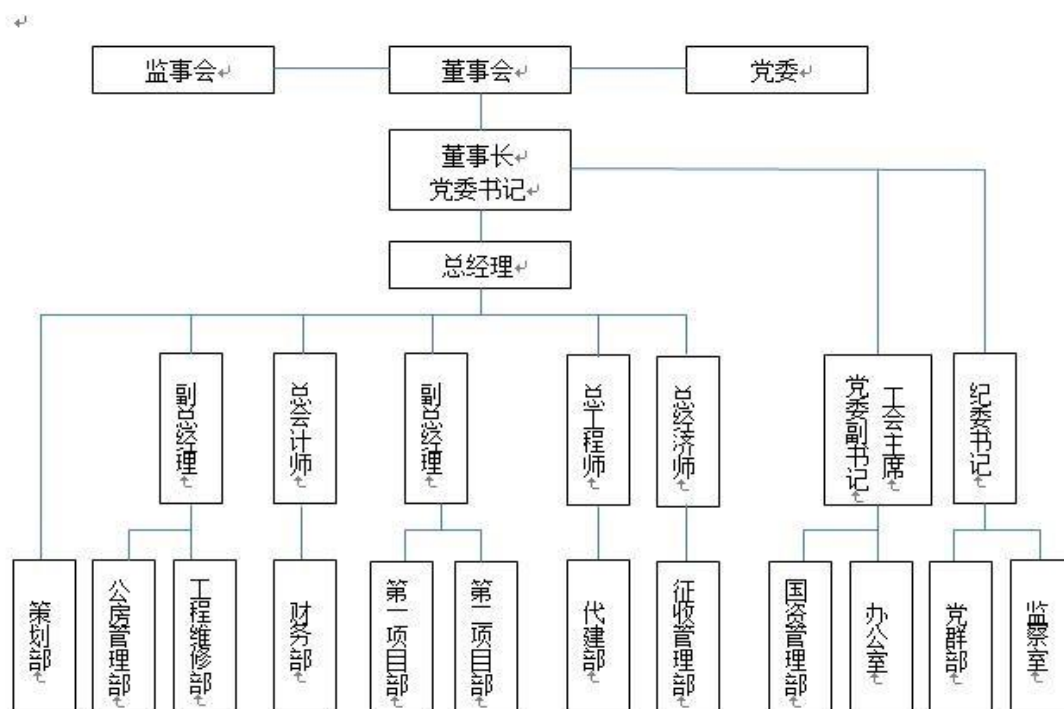 监事会
董事会
党委
董事长
党委书记
总经理
副总经理
总会计师
副总经理
总工程师
总经济师
工会主席
党委副书记
纪委书记
策划部
公房管理部
工程维修部
财务部
第一项目部
第二项目部
代建部
征收管理部
国资管理部
办公室
党群部
监察室